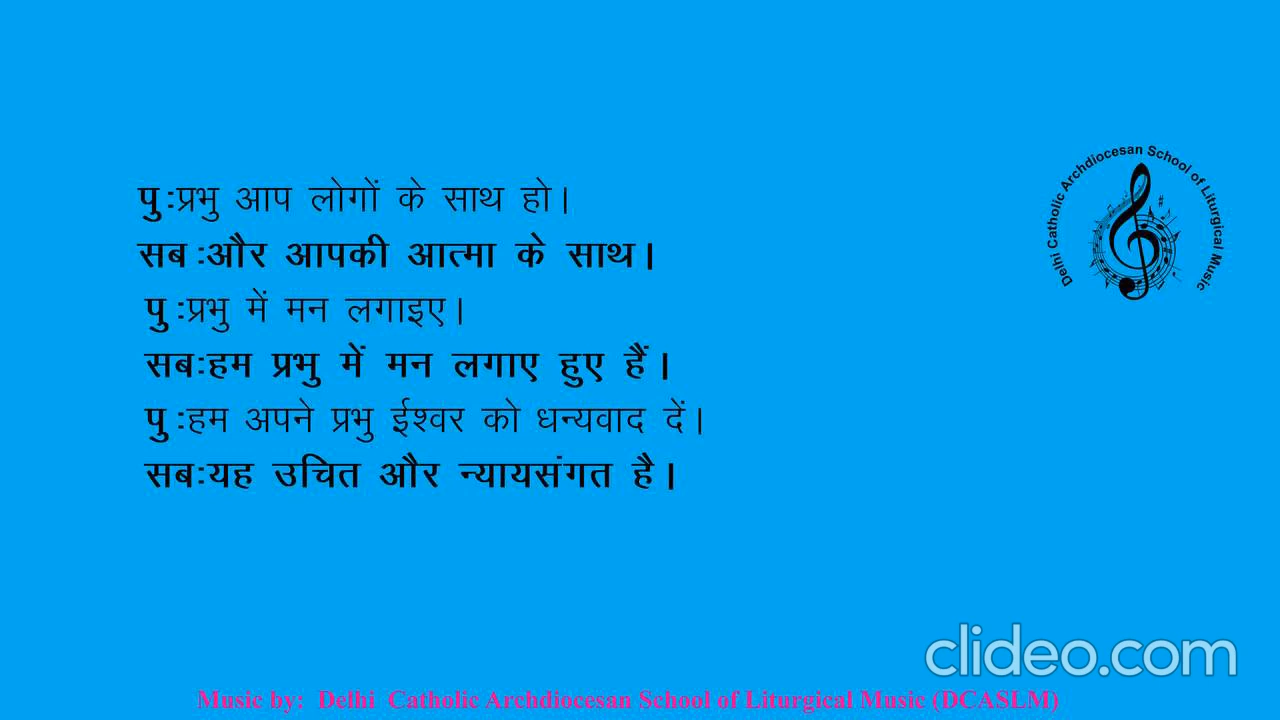 पु:प्रभु आप लोगों के साथ हो।
सब:और आपकी आत्मा के साथ।
पु:प्रभु में मन लगाइए।
सब:हम प्रभु में मन लगाए हुए हैं।
पु:हम अपने प्रभु ईश्वर को धन्यवाद दें।
सब:यह उचित और न्यायसंगत है।
Delhi Catholic Archdiocesan School of Liturgical Music
clideo.com
Music by: Delhi Catholic Archdiocesan School of Liturgical Music (DCASLM)